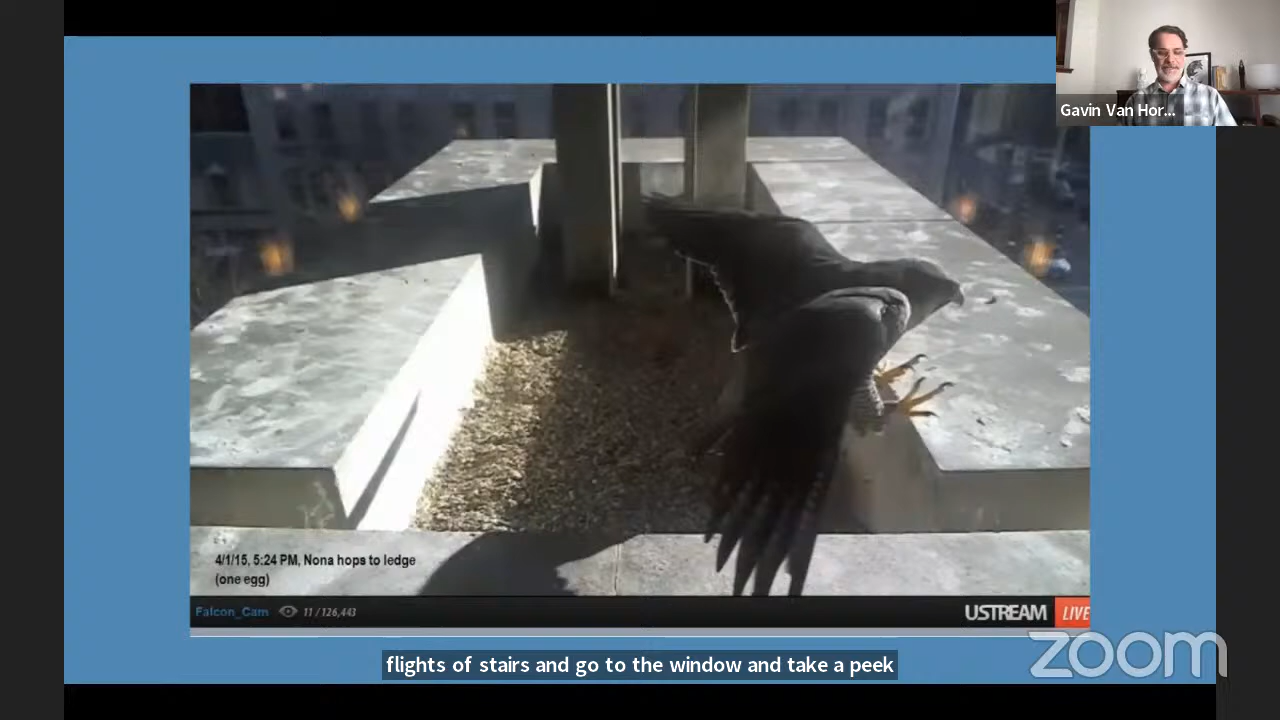 Gavin Van Hor...
4/1/15, 5:24 PM, Nona hops to ledge
(one egg)
Falcon_Cam 11 / 126,443
USTREAM LIVE
flights of stairs and go to the window and take a peek
zoom